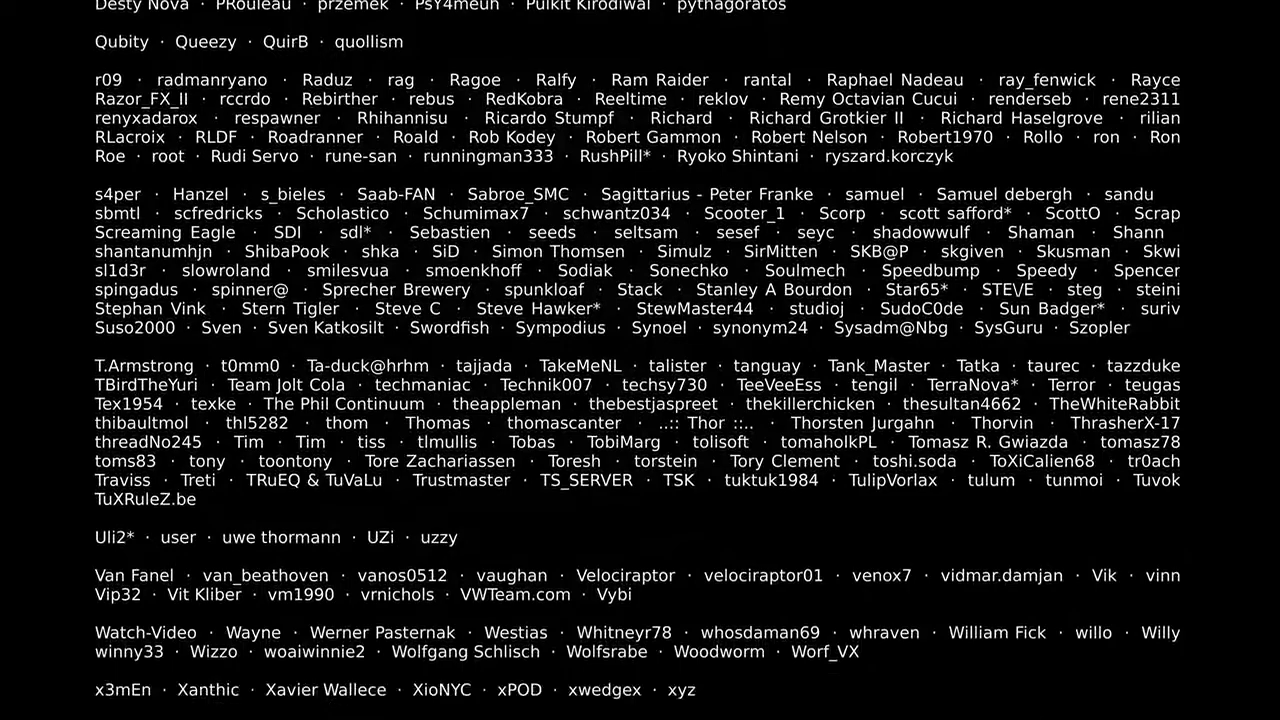 Desty Nova · PRouleau · przemek · PsY4meuh · Pulkit Kirodiwal · pythagoratos
Qubity · Queezy · QuirB · quollism
r09 · radmanryano · Raduz · rag · Ragoe · Ralfy · Ram Raider · rantal · Raphael Nadeau · ray_fenwick · Rayce
Razor_FX_II · rccrdo · Rebirther · rebus · RedKobra · Reeltime · reklov · Remy Octavian Cucui · renderseb · rene2311
renyxadarox · respawner · Rhihannisu · Ricardo Stumpf · Richard · Richard Grotkier II · Richard Haselgrove · rilian
RLacroix · RLDF · Roadranner · Roald · Rob Kodey · Robert Gammon · Robert Nelson · Robert1970 · Rollo · ron · Ron
Roe · root · Rudi Servo · rune-san · runningman333 · RushPill* · Ryoko Shintani · ryszard.korczyk
s4per · Hanzel · s_bieles · Saab-FAN · Sabroe_SMC · Sagittarius - Peter Franke · samuel · Samuel debergh · sandu
sbmtl · scfredricks · Scholastico · Schumimax7 · schwantz034 · Scooter_1 · Scorp · scott safford* · ScottO · Scrap
Screaming Eagle · SDI · sdl* · Sebastien · seeds · seltsam · sesef · seyc · shadowwulf · Shaman · Shann
shantanumhjn · ShibaPook · shka · SiD · Simon Thomsen · Simulz · SirMitten · SKB@P · skgiven · Skusman · Skwi
sl1d3r · slowroland · smilesvua · smoenkhoff · Sodiak · Sonechko · Soulmech · Speedbump · Speedy · Spencer
spingadus · spinner@ · Sprecher Brewery · spunkloaf · Stack · Stanley A Bourdon · Star65* · STE\/E · steg · steini
Stephan Vink · Stern Tigler · Steve C · Steve Hawker* · StewMaster44 · studioj · SudoC0de · Sun Badger* · suriv
Suso2000 · Sven · Sven Katkosilt · Swordfish · Sympodius · Synoel · synonym24 · Sysadm@Nbg · SysGuru · Szopler
T.Armstrong · t0mm0 · Ta-duck@hrhm · tajjada · TakeMeNL · talister · tanguay · Tank_Master · Tatka · taurec · tazzduke
TBirdTheYuri · Team Jolt Cola · techmaniac · Technik007 · techsy730 · TeeVeeEss · tengil · TerraNova* · Terror · teugas
Tex1954 · texke · The Phil Continuum · theappleman · thebestjaspreet · thekillerchicken · thesultan4662 · TheWhiteRabbit
thibaultmol · thl5282 · thom · Thomas · thomascanter · ..:: Thor ::.. · Thorsten Jurgahn · Thorvin · ThrasherX-17
threadNo245 · Tim · Tim · tiss · tlmullis · Tobas · TobiMarg · tolisoft · tomaholkPL · Tomasz R. Gwiazda · tomasz78
toms83 · tony · toontony · Tore Zachariassen · Toresh · torstein · Tory Clement · toshi.soda · ToXiCalien68 · tr0ach
Traviss · Treti · TRuEQ & TuVaLu · Trustmaster · TS_SERVER · TSK · tuktuk1984 · TulipVorlax · tulum · tunmoi · Tuvok
TuXRuleZ.be
Uli2* · user · uwe thormann · UZi · uzzy
Van Fanel · van_beathoven · vanos0512 · vaughan · Velociraptor · velociraptor01 · venox7 · vidmar.damjan · Vik · vinn
Vip32 · Vit Kliber · vm1990 · vrnichols · VWTeam.com · Vybi
Watch-Video · Wayne · Werner Pasternak · Westias · Whitneyr78 · whosdaman69 · whraven · William Fick · willo · Willy
winny33 · Wizzo · woaiwinnie2 · Wolfgang Schlisch · Wolfsrabe · Woodworm · Worf_VX
x3mEn · Xanthic · Xavier Wallece · XioNYC · xPOD · xwedgex · xyz